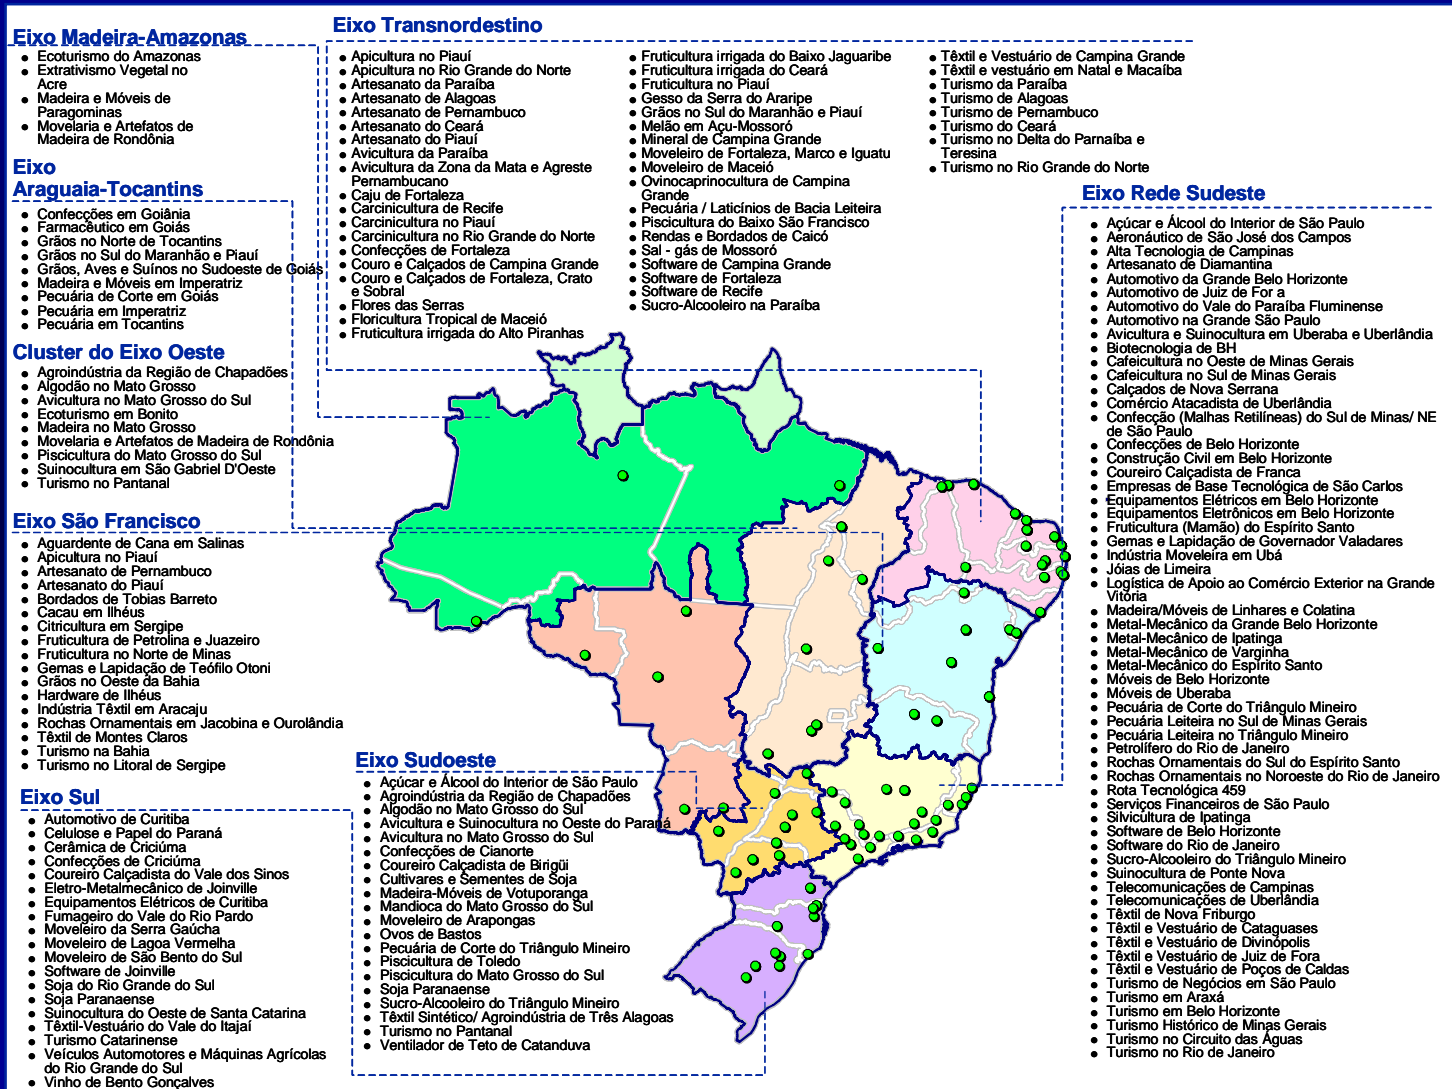 Eixo Madeira-Amazonas
Ecoturismo do Amazonas
Extrativismo Vegetal no
Acre
Madeira e Móveis de
Paragominas
Movelaria e Artefatos de
Madeira de Rondônia
Eixo
Araguaia-Tocantins
Confecções em Goiânia
Farmacêutico em Goiás
Grãos no Norte de Tocantins
Grãos no Sul do Maranhão e Piauí
Grãos, Aves e Suínos no Sudoeste de Goiás
Madeira e Móveis em Imperatriz
Pecuária de Corte em Goiás
Pecuária em Imperatriz
Pecuária em Tocantins
Cluster do Eixo Oeste
Agroindústria da Região de Chapadões
Algodão no Mato Grosso
Avicultura no Mato Grosso do Sul
Ecoturismo em Bonito
Madeira no Mato Grosso
Movelaria e Artefatos de Madeira de Rondônia
Piscicultura do Mato Grosso do Sul
Suinocultura em São Gabriel D'Oeste
Turismo no Pantanal
Eixo São Francisco
Aguardente de Cana em Salinas
Apicultura no Piauí
Artesanato de Pernambuco
Artesanato do Piauí
Bordados de Tobias Barreto
Cacau em Ilhéus
Citricultura em Sergipe
Fruticultura de Petrolina e Juazeiro
Fruticultura no Norte de Minas
Gemas e Lapidação de Teófilo Otoni
Grãos no Oeste da Bahia
Hardware de Ilhéus
Indústria Têxtil em Aracaju
Rochas Ornamentais em Jacobina e Ourolândia
Têxtil de Montes Claros
Turismo na Bahia
Turismo no Litoral de Sergipe
Eixo Sul
Automotivo de Curitiba
Celulose e Papel do Paraná
Cerâmica de Criciúma
Confecções de Criciúma
Coureiro Calçadista do Vale dos Sinos
Eletro-Metalmecânico de Joinville
Equipamentos Elétricos de Curitiba
Fumageiro do Vale do Rio Pardo
Moveleiro da Serra Gaúcha
Moveleiro de Lagoa Vermelha
Moveleiro de São Bento do Sul
Software de Joinville
Soja do Rio Grande do Sul
Soja Paranaense
Suinocultura do Oeste de Santa Catarina
Têxtil-Vestuário do Vale do Itajaí
Turismo Catarinense
Veículos Automotores e Máquinas Agrícolas
do Rio Grande do Sul
Vinho de Bento Gonçalves
Eixo Transnordestino
Apicultura no Piauí
Apicultura no Rio Grande do Norte
Artesanato da Paraíba
Artesanato de Alagoas
Artesanato de Pernambuco
Artesanato do Ceará
Artesanato do Piauí
Avicultura da Paraíba
Avicultura da Zona da Mata e Agreste
Pernambucano
Caju de Fortaleza
Carcinicultura de Recife
Carcinicultura no Piauí
Carcinicultura no Rio Grande do Norte
Confecções de Fortaleza
Couro e Calçados de Campina Grande
Couro e Calçados de Fortaleza, Crato
e Sobral
Flores das Serras
Floricultura Tropical de Maceió
Fruticultura irrigada do Alto Piranhas
Fruticultura irrigada do Baixo Jaguaribe
Fruticultura irrigada do Ceará
Fruticultura no Piauí
Gesso da Serra do Araripe
Grãos no Sul do Maranhão e Piauí
Melão em Açu-Mossoró
Mineral de Campina Grande
Moveleiro de Fortaleza, Marco e Iguatu
Moveleiro de Maceió
Ovinocaprinocultura de Campina
Grande
Pecuária / Laticínios de Bacia Leiteira
Piscicultura do Baixo São Francisco
Rendas e Bordados de Caicó
Sal - gás de Mossoró
Software de Campina Grande
Software de Fortaleza
Software de Recife
Sucro-Alcooleiro na Paraíba
Têxtil e Vestuário de Campina Grande
Têxtil e vestuário em Natal e Macaíba
Turismo da Paraíba
Turismo de Alagoas
Turismo de Pernambuco
Turismo do Ceará
Turismo no Delta do Parnaíba e
Teresina
Turismo no Rio Grande do Norte
Eixo Sudoeste
Açúcar e Álcool do Interior de São Paulo
Agroindústria da Região de Chapadões
Algodão no Mato Grosso do Sul
Avicultura e Suinocultura no Oeste do Paraná
Avicultura no Mato Grosso do Sul
Confecções de Cianorte
Coureiro Calçadista de Birigüi
Cultivares e Sementes de Soja
Madeira-Móveis de Votuporanga
Mandioca do Mato Grosso do Sul
Moveleiro de Arapongas
Ovos de Bastos
Pecuária de Corte do Triângulo Mineiro
Piscicultura de Toledo
Piscicultura do Mato Grosso do Sul
Soja Paranaense
Sucro-Alcooleiro do Triângulo Mineiro
Têxtil Sintético/ Agroindústria de Três Alagoas
Turismo no Pantanal
Ventilador de Teto de Catanduva
Eixo Rede Sudeste
Açúcar e Álcool do Interior de São Paulo
Aeronáutico de São José dos Campos
Alta Tecnologia de Campinas
Artesanato de Diamantina
Automotivo da Grande Belo Horizonte
Automotivo de Juiz de For a
Automotivo do Vale do Paraíba Fluminense
Automotivo na Grande São Paulo
Avicultura e Suinocultura em Uberaba e Uberlândia
Biotecnologia de BH
Cafeicultura no Oeste de Minas Gerais
Cafeicultura no Sul de Minas Gerais
Calçados de Nova Serrana
Comércio Atacadista de Uberlândia
Confecção (Malhas Retilíneas) do Sul de Minas/ NE
de São Paulo
Confecções de Belo Horizonte
Construção Civil em Belo Horizonte
Coureiro Calçadista de Franca
Empresas de Base Tecnológica de São Carlos
Equipamentos Elétricos em Belo Horizonte
Equipamentos Eletrônicos em Belo Horizonte
Fruticultura (Mamão) do Espírito Santo
Gemas e Lapidação de Governador Valadares
Indústria Moveleira em Ubá
Jóias de Limeira
Logística de Apoio ao Comércio Exterior na Grande
Vitória
Madeira/Móveis de Linhares e Colatina
Metal-Mecânico da Grande Belo Horizonte
Metal-Mecânico de Ipatinga
Metal-Mecânico de Varginha
Metal-Mecânico do Espírito Santo
Móveis de Belo Horizonte
Móveis de Uberaba
Pecuária de Corte do Triângulo Mineiro
Pecuária Leiteira no Sul de Minas Gerais
Pecuária Leiteira no Triângulo Mineiro
Petrolífero do Rio de Janeiro
Rochas Ornamentais do Sul do Espírito Santo
Rochas Ornamentais no Noroeste do Rio de Janeiro
Rota Tecnológica 459
Serviços Financeiros de São Paulo
Silvicultura de Ipatinga
Software de Belo Horizonte
Software do Rio de Janeiro
Sucro-Alcooleiro do Triângulo Mineiro
Suinocultura de Ponte Nova
Telecomunicações de Campinas
Telecomunicações de Uberlândia
Têxtil de Nova Friburgo
Têxtil e Vestuário de Cataguases
Têxtil e Vestuário de Divinópolis
Têxtil e Vestuário de Juiz de Fora
Têxtil e Vestuário de Poços de Caldas
Turismo de Negócios em São Paulo
Turismo em Araxá
Turismo em Belo Horizonte
Turismo Histórico de Minas Gerais
Turismo no Circuito das Águas
Turismo no Rio de Janeiro